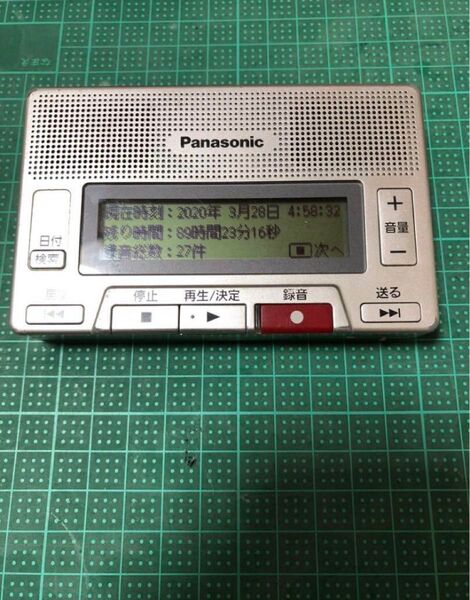 Panasonic
現在時刻：2020年 3月28日 4:58:32
残り時間：89時間23分16秒
録音総数：27件 ■次へ
+
音量
−
日付
検索
戻る
停止
再生/決定
録音
送る